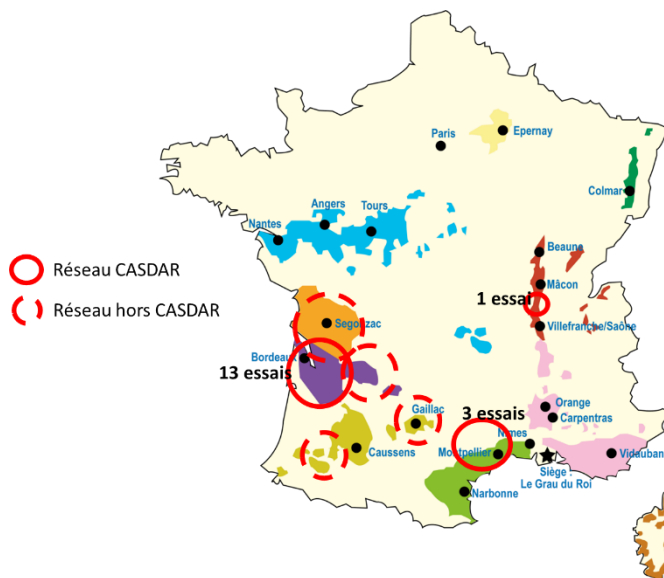 Paris
Epernay
Colmar
Angers
Tours
Nantes
Beaune
Réseau CASDAR
Mâcon
1 essai
Réseau hors CASDAR
Segonzac
Villefranche/Saône
Bordeaux
13 essais
Orange
Gaillac
3 essais
Carpentras
Nîmes
Caussens
Montpellier
Vidauban
Siège :
Le Grau du Roi
Narbonne